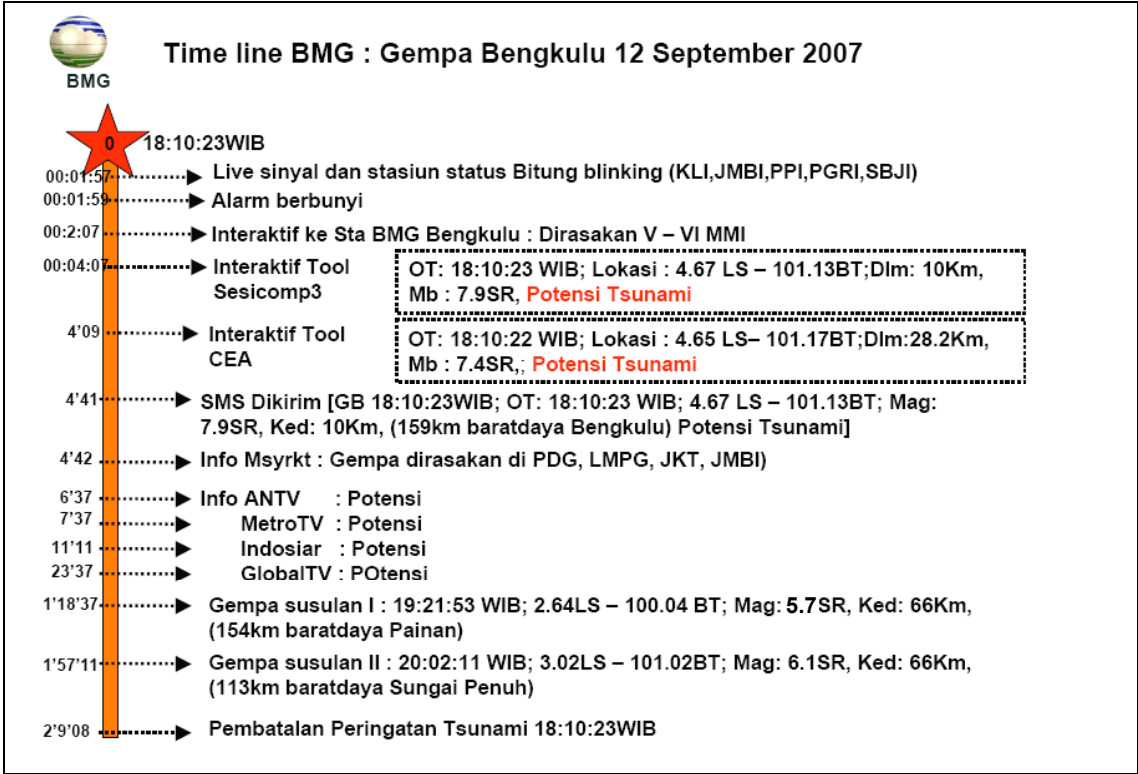 Time line BMG : Gempa Bengkulu 12 September 2007
BMG
0 18:10:23WIB
00:01:57 Live sinyal dan stasiun status Bitung blinking (KLI,JMBI,PPI,PGRI,SBJI)
00:01:59 Alarm berbunyi
00:2:07 Interaktif ke Sta BMG Bengkulu : Dirasakan V – VI MMI
00:04:07 Interaktif Tool
Sesicomp3
OT: 18:10:23 WIB; Lokasi : 4.67 LS – 101.13BT;Dlm: 10Km,
Mb : 7.9SR, Potensi Tsunami
4'09 Interaktif Tool
CEA
OT: 18:10:22 WIB; Lokasi : 4.65 LS– 101.17BT;Dlm:28.2Km,
Mb : 7.4SR,; Potensi Tsunami
4'41 SMS Dikirim [GB 18:10:23WIB; OT: 18:10:23 WIB; 4.67 LS – 101.13BT; Mag:
7.9SR, Ked: 10Km, (159km baratdaya Bengkulu) Potensi Tsunami]
4'42 Info Msyrkt : Gempa dirasakan di PDG, LMPG, JKT, JMBI)
6'37 Info ANTV : Potensi
7'37 MetroTV : Potensi
11'11 Indosiar : Potensi
23'37 GlobalTV : POtensi
1'18'37 Gempa susulan I : 19:21:53 WIB; 2.64LS – 100.04 BT; Mag: 5.7SR, Ked: 66Km,
(154km baratdaya Painan)
1'57'11 Gempa susulan II : 20:02:11 WIB; 3.02LS – 101.02BT; Mag: 6.1SR, Ked: 66Km,
(113km baratdaya Sungai Penuh)
2'9'08 Pembatalan Peringatan Tsunami 18:10:23WIB